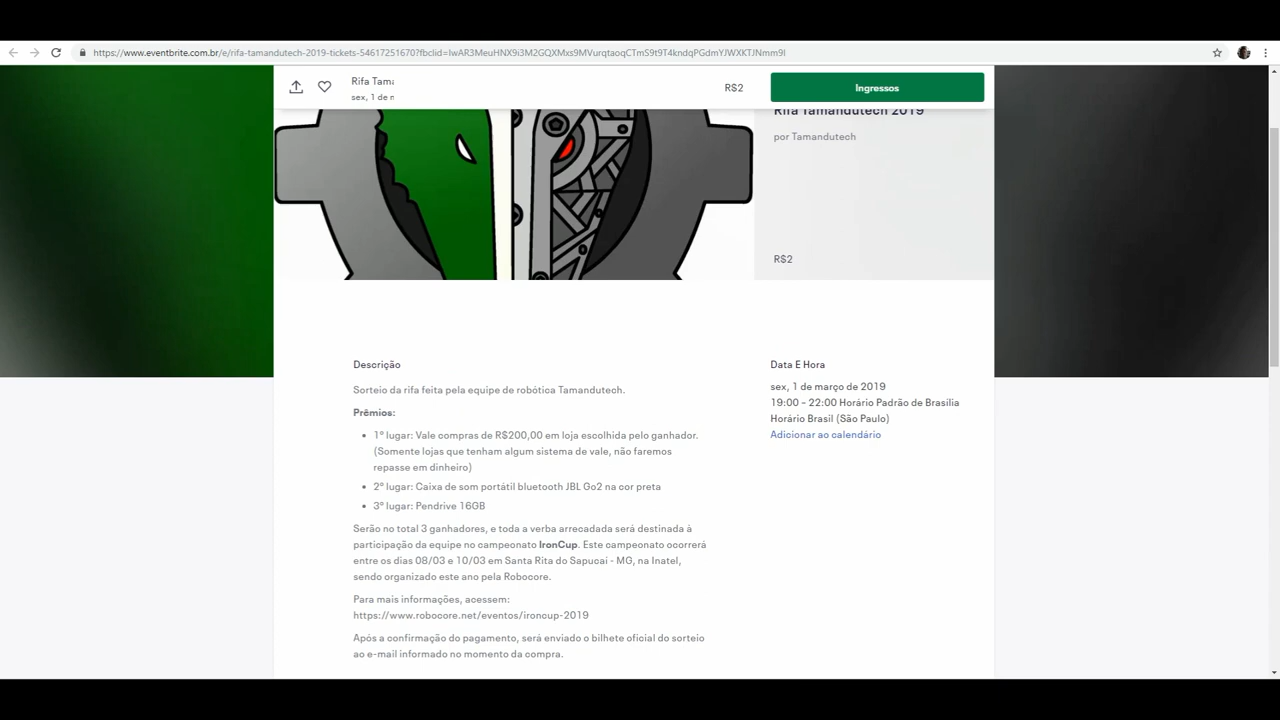 https://www.eventbrite.com.br/e/rifa-tamandutech-2019-tickets-54617251670?fbclid=IwAR3MeuHNX9i3M2GQXMxs9MVurqtaoqCTmS9t9T4kndqPGdmYJWXKTJNmm9I
Rifa Tama
sex, 1 de m
R$2
Ingressos
Rifa Tamandutech 2019
por Tamandutech
R$2
Descrição
Sorteio da rifa feita pela equipe de robótica Tamandutech.
Prêmios:
1º lugar: Vale compras de R$200,00 em loja escolhida pelo ganhador.
(Somente lojas que tenham algum sistema de vale, não faremos
repasse em dinheiro)
2º lugar: Caixa de som portátil bluetooth JBL Go2 na cor preta
3º lugar: Pendrive 16GB
Serão no total 3 ganhadores, e toda a verba arrecadada será destinada à
participação da equipe no campeonato IronCup. Este campeonato ocorrerá
entre os dias 08/03 e 10/03 em Santa Rita do Sapucaí - MG, na Inatel,
sendo organizado este ano pela Robocore.
Para mais informações, acessem:
https://www.robocore.net/eventos/ironcup-2019
Após a confirmação do pagamento, será enviado o bilhete oficial do sorteio
ao e-mail informado no momento da compra.
Data E Hora
sex, 1 de março de 2019
19:00 – 22:00 Horário Padrão de Brasília
Horário Brasil (São Paulo)
Adicionar ao calendário